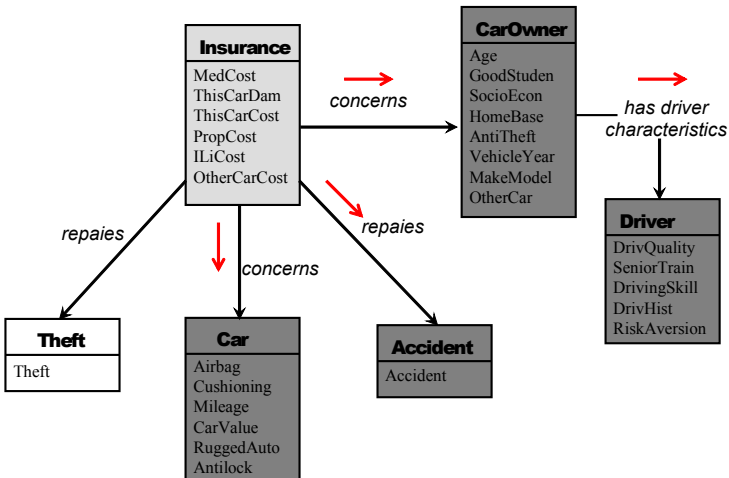 Insurance
MedCost
ThisCarDam
ThisCarCost
PropCost
ILiCost
OtherCarCost
concerns
CarOwner
Age
GoodStuden
SocioEcon
HomeBase
AntiTheft
VehicleYear
MakeModel
OtherCar
has driver
characteristics
Driver
DrivQuality
SeniorTrain
DrivingSkill
DrivHist
RiskAversion
repaies
concerns
repaies
Theft
Theft
Car
Airbag
Cushioning
Mileage
CarValue
RuggedAuto
Antilock
Accident
Accident